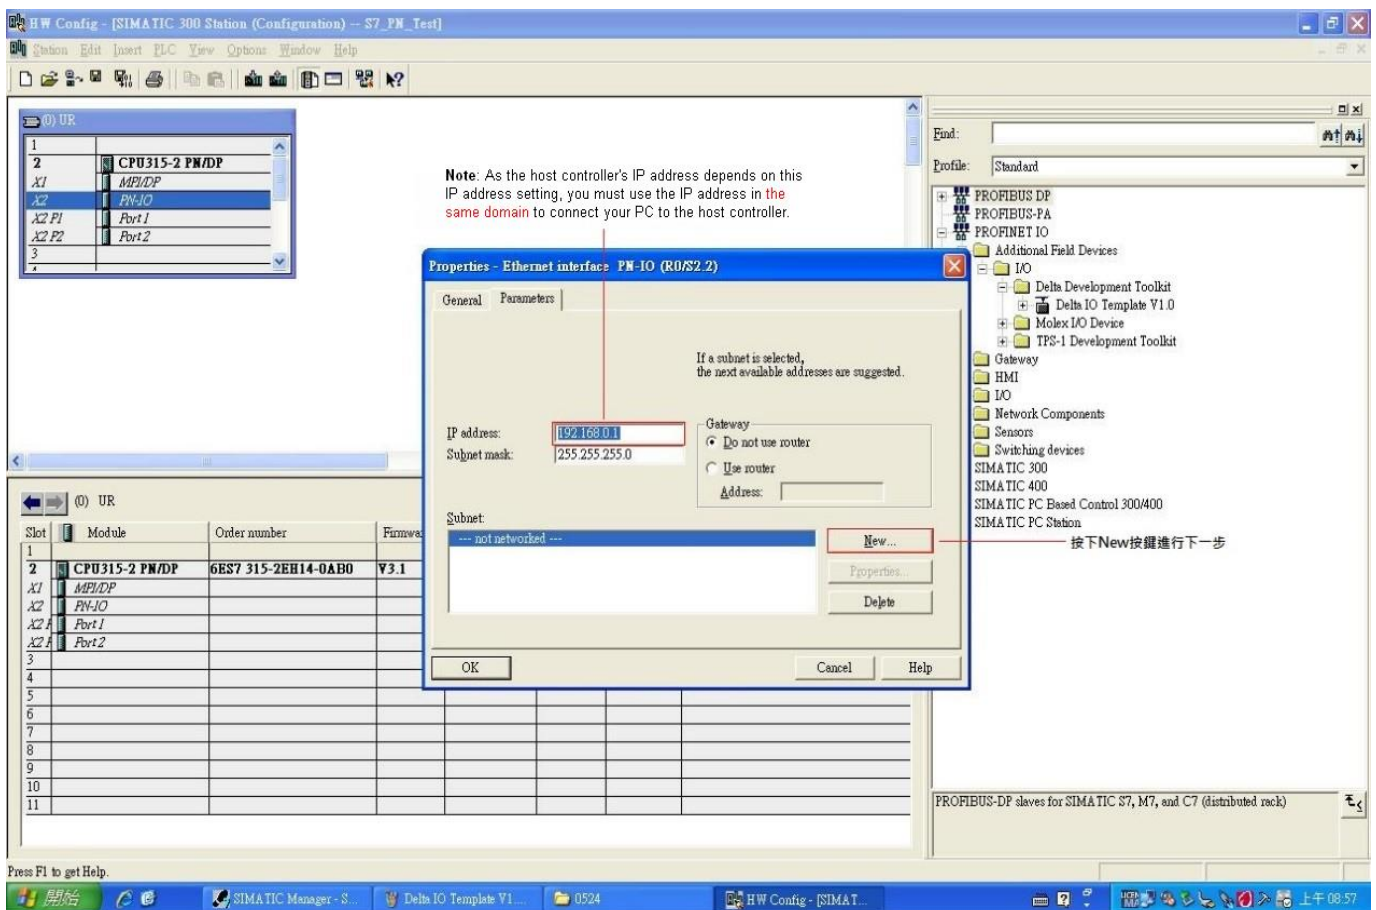 HW Config - [SIMATIC 300 Station (Configuration) -- S7_PN_Test]
Station Edit Insert PLC View Options Window Help
(0) UR
1
2 CPU315-2 PN/DP
X1 MPI/DP
X2 PN-IO
X2 P1 Port 1
X2 P2 Port 2
3
4
Note: As the host controller's IP address depends on this
IP address setting, you must use the IP address in the
same domain to connect your PC to the host controller.
Properties - Ethernet interface PN-IO (R0/S2.2)
General Parameters
If a subnet is selected,
the next available addresses are suggested.
IP address: 192.168.0.1
Subnet mask: 255.255.255.0
Gateway
Do not use router
Use router
Address:
Subnet:
--- not networked ---
New...
Properties...
Delete
OK Cancel Help
按下New按鍵進行下一步
Find:
Profile: Standard
PROFIBUS DP
PROFIBUS-PA
PROFINET IO
Additional Field Devices
I/O
Delta Development Toolkit
Delta IO Template V1.0
Molex I/O Device
TPS-1 Development Toolkit
Gateway
HMI
I/O
Network Components
Sensors
Switching devices
SIMATIC 300
SIMATIC 400
SIMATIC PC Based Control 300/400
SIMATIC PC Station
PROFIBUS-DP slaves for SIMATIC S7, M7, and C7 (distributed rack)
(0) UR
Slot Module Order number Firmwa
1
2 CPU315-2 PN/DP 6ES7 315-2EH14-0AB0 V3.1
X1 MPI/DP
X2 PN-IO
X2 P Port 1
X2 P Port 2
3
4
5
6
7
8
9
10
11
Press F1 to get Help.
開始 SIMATIC Manager - S... Delta IO Template V1.... 0524 HW Config - [SIMAT... 上午 08:57